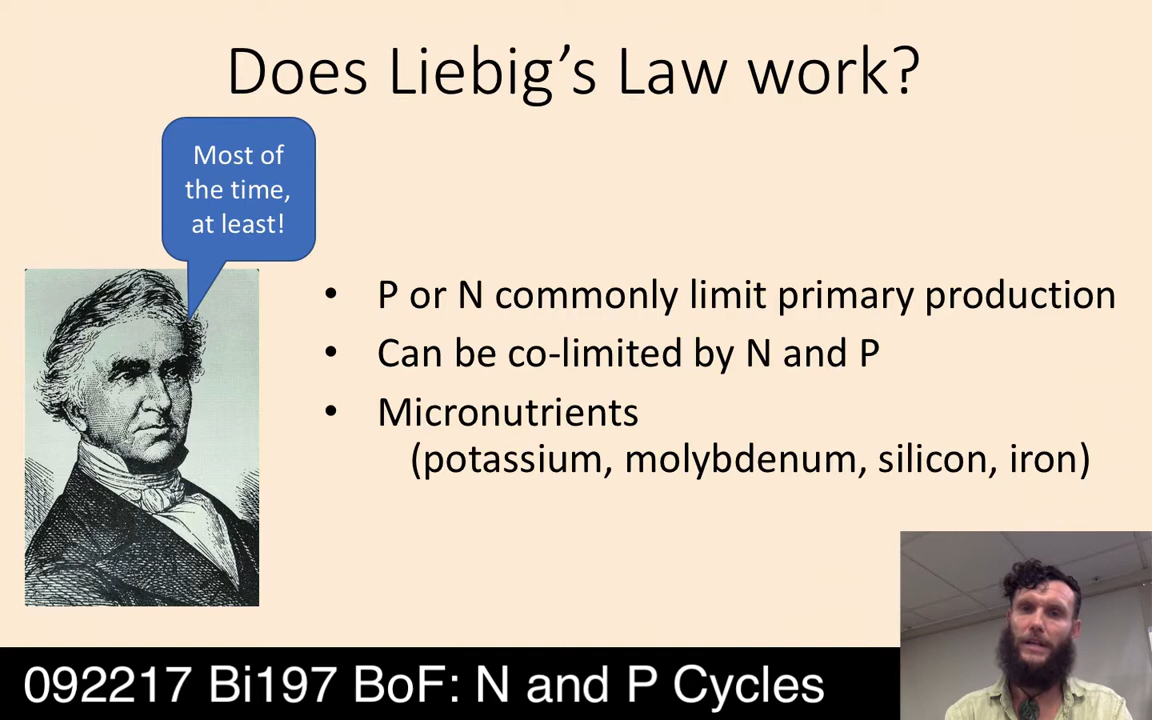 Does Liebig’s Law work?
Most of
the time,
at least!
• P or N commonly limit primary production
• Can be co-limited by N and P
• Micronutrients
(potassium, molybdenum, silicon, iron)
092217 Bi197 BoF: N and P Cycles